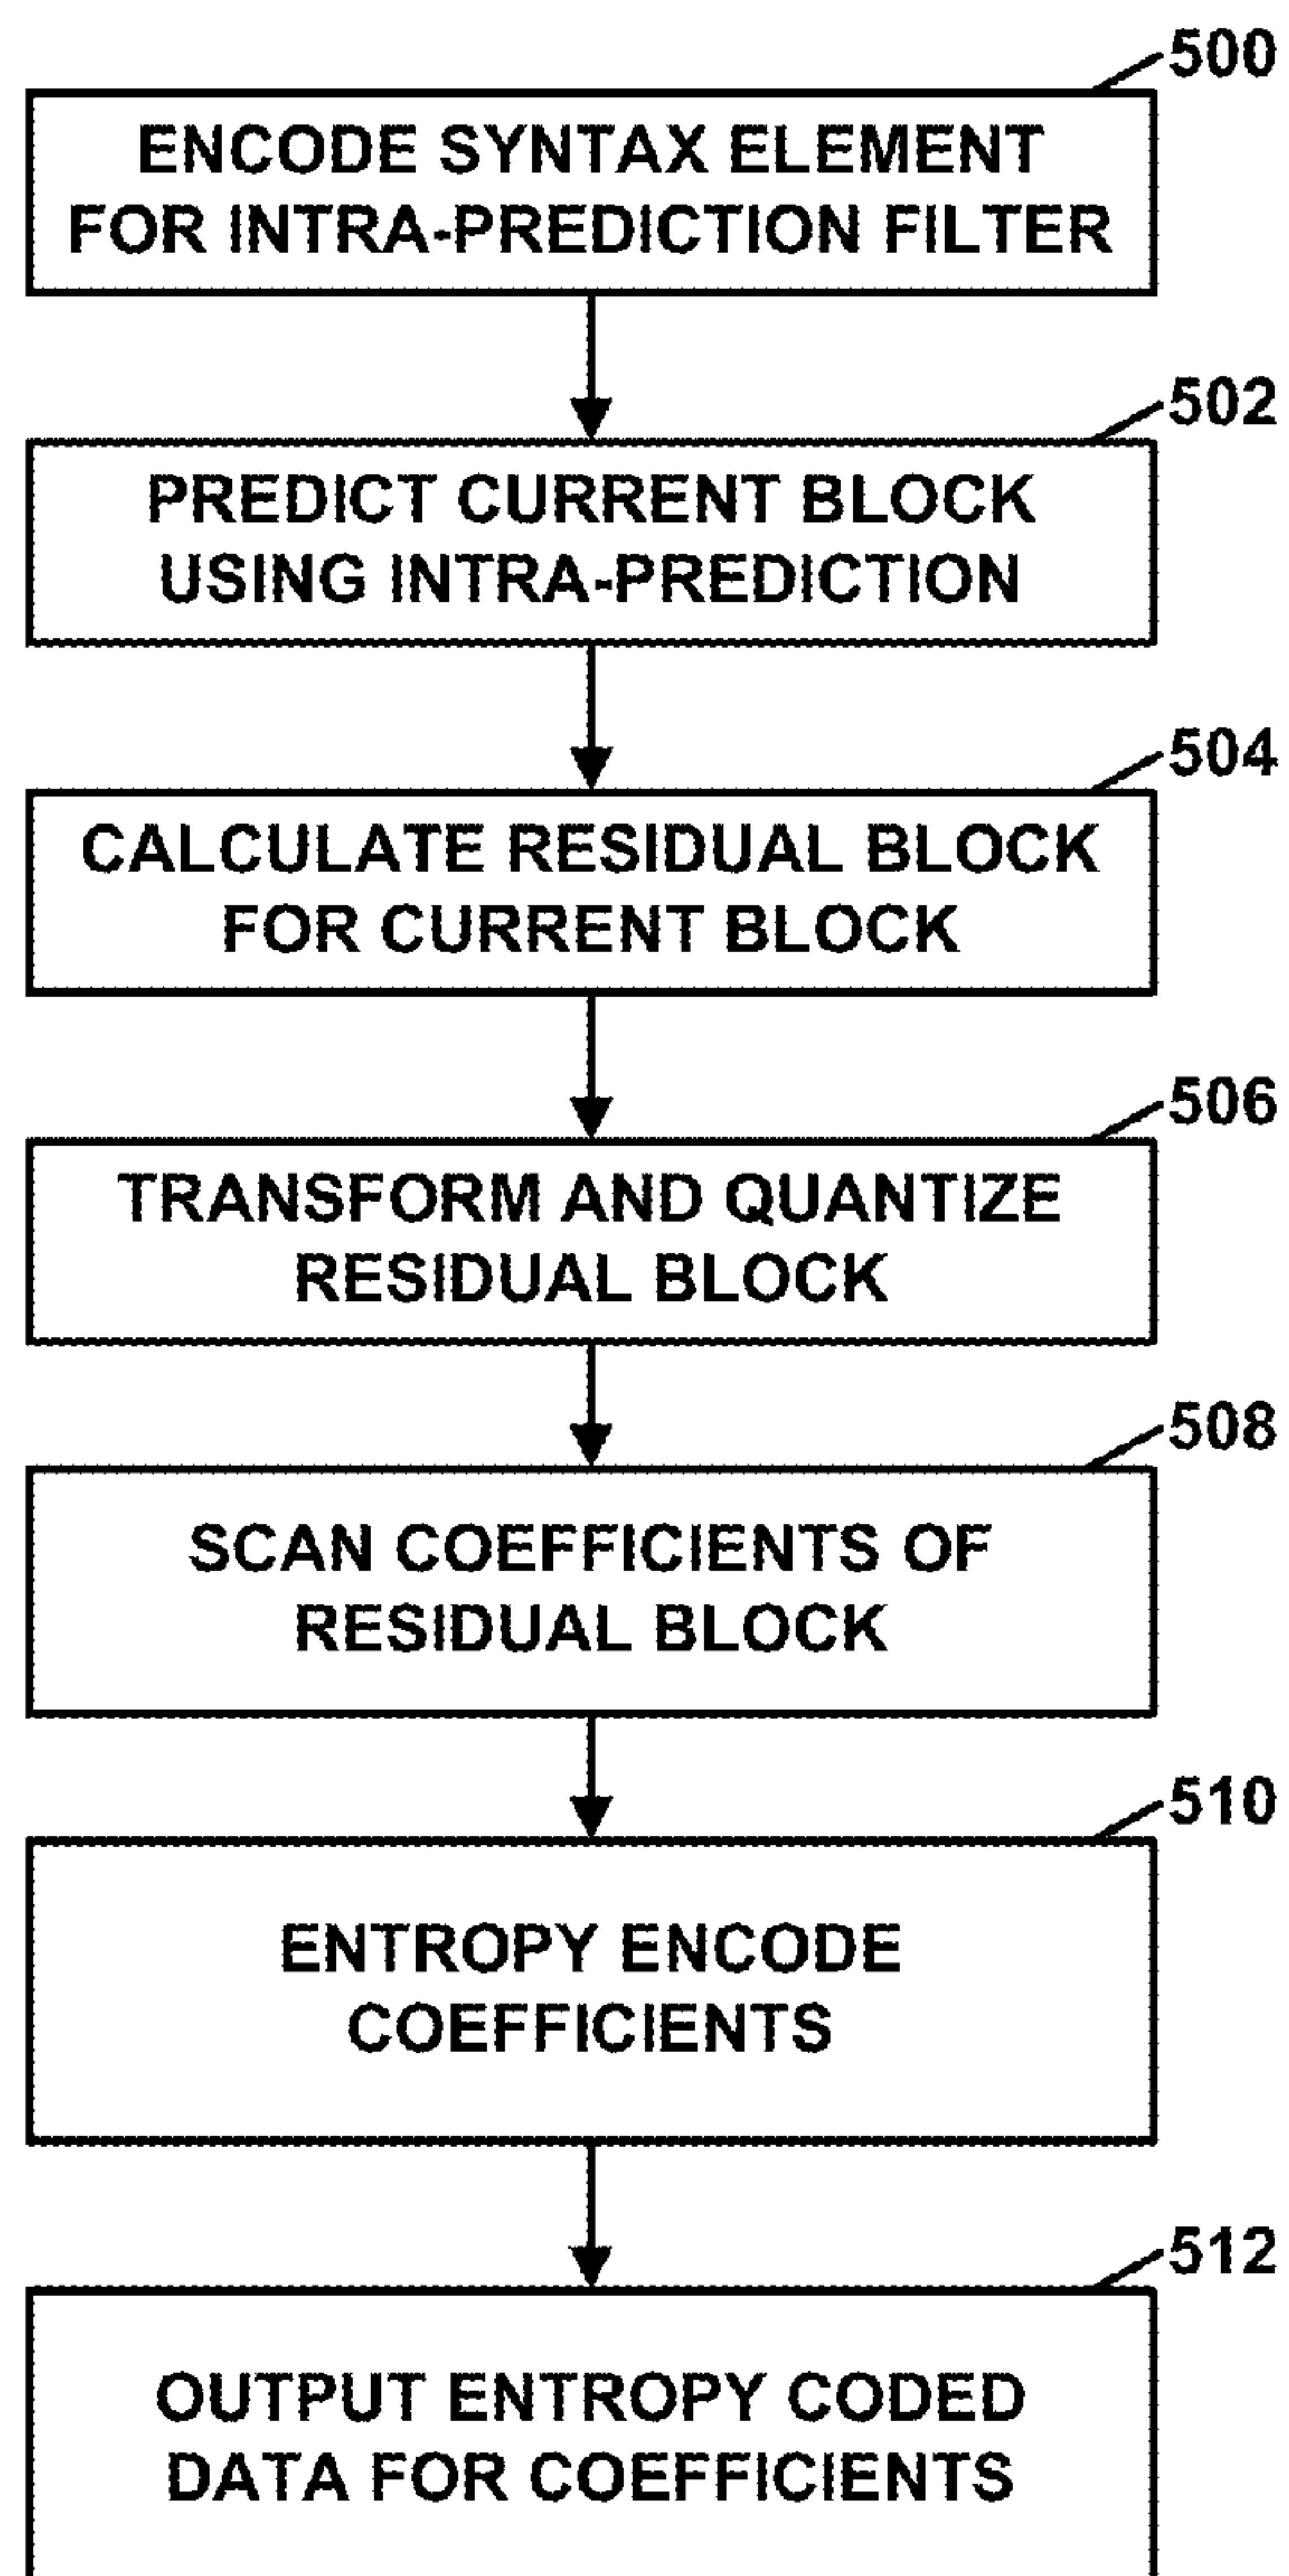 500
ENCODE SYNTAX ELEMENT
FOR INTRA-PREDICTION FILTER
502
PREDICT CURRENT BLOCK
USING INTRA-PREDICTION
504
CALCULATE RESIDUAL BLOCK
FOR CURRENT BLOCK
506
TRANSFORM AND QUANTIZE
RESIDUAL BLOCK
508
SCAN COEFFICIENTS OF
RESIDUAL BLOCK
510
ENTROPY ENCODE
COEFFICIENTS
512
OUTPUT ENTROPY CODED
DATA FOR COEFFICIENTS